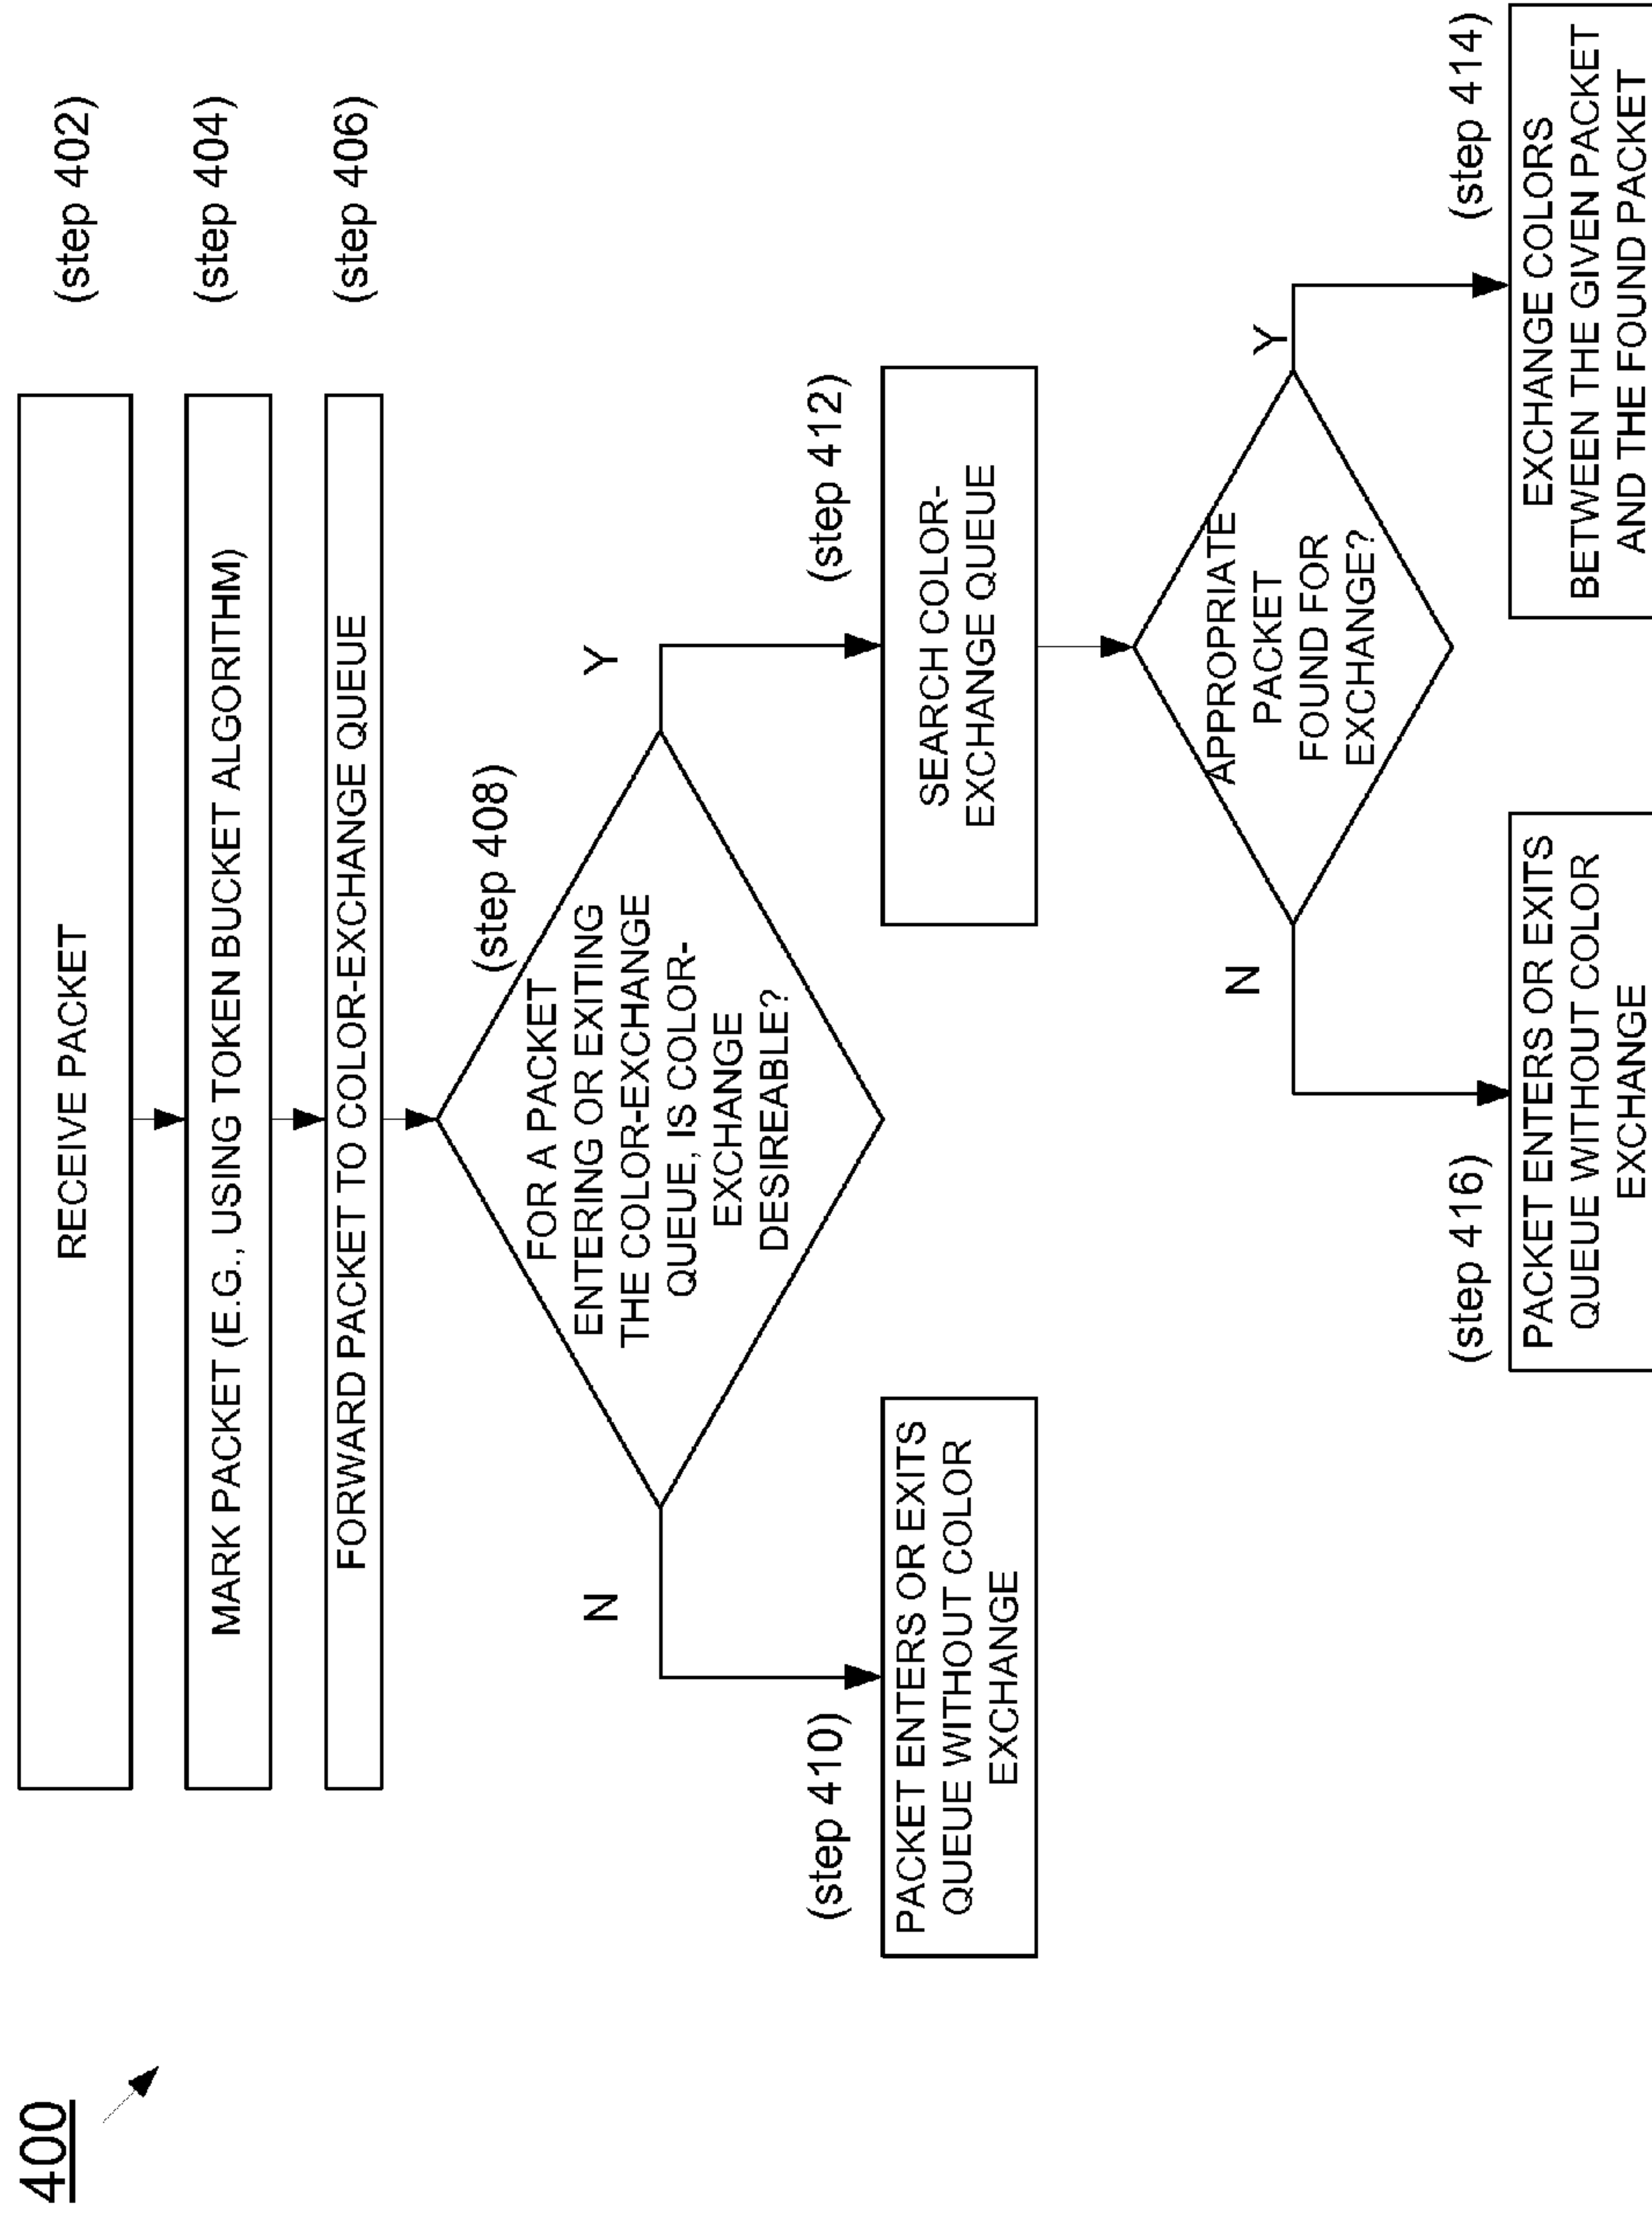 400
RECEIVE PACKET
(step 402)
MARK PACKET (E.G., USING TOKEN BUCKET ALGORITHM)
(step 404)
FORWARD PACKET TO COLOR-EXCHANGE QUEUE
(step 406)
(step 408)
FOR A PACKET
ENTERING OR EXITING
THE COLOR-EXCHANGE
QUEUE, IS COLOR-
EXCHANGE
DESIREABLE?
N
Y
(step 410)
PACKET ENTERS OR EXITS
QUEUE WITHOUT COLOR
EXCHANGE
(step 412)
SEARCH COLOR-
EXCHANGE QUEUE
APPROPRIATE
PACKET
FOUND FOR
EXCHANGE?
N
Y
(step 416)
PACKET ENTERS OR EXITS
QUEUE WITHOUT COLOR
EXCHANGE
(step 414)
EXCHANGE COLORS
BETWEEN THE GIVEN PACKET
AND THE FOUND PACKET